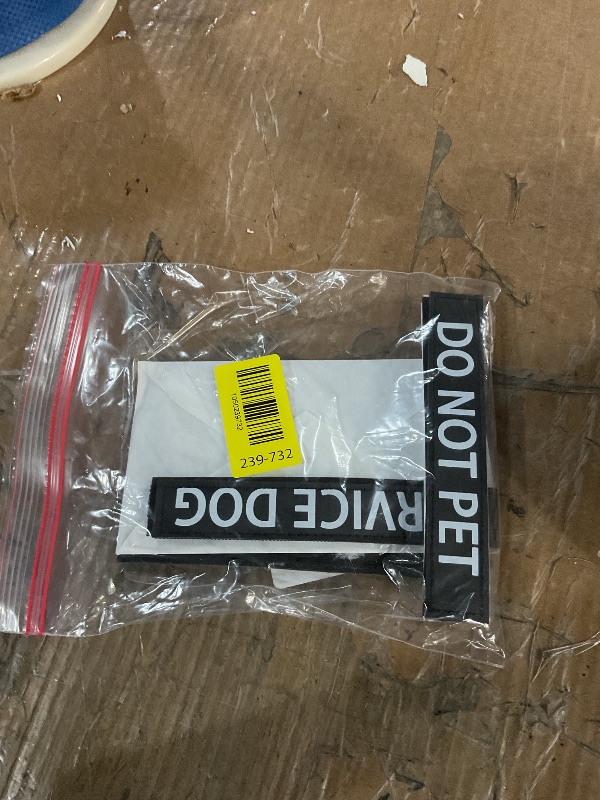 239-732
RVICE DOG
DO NOT PET